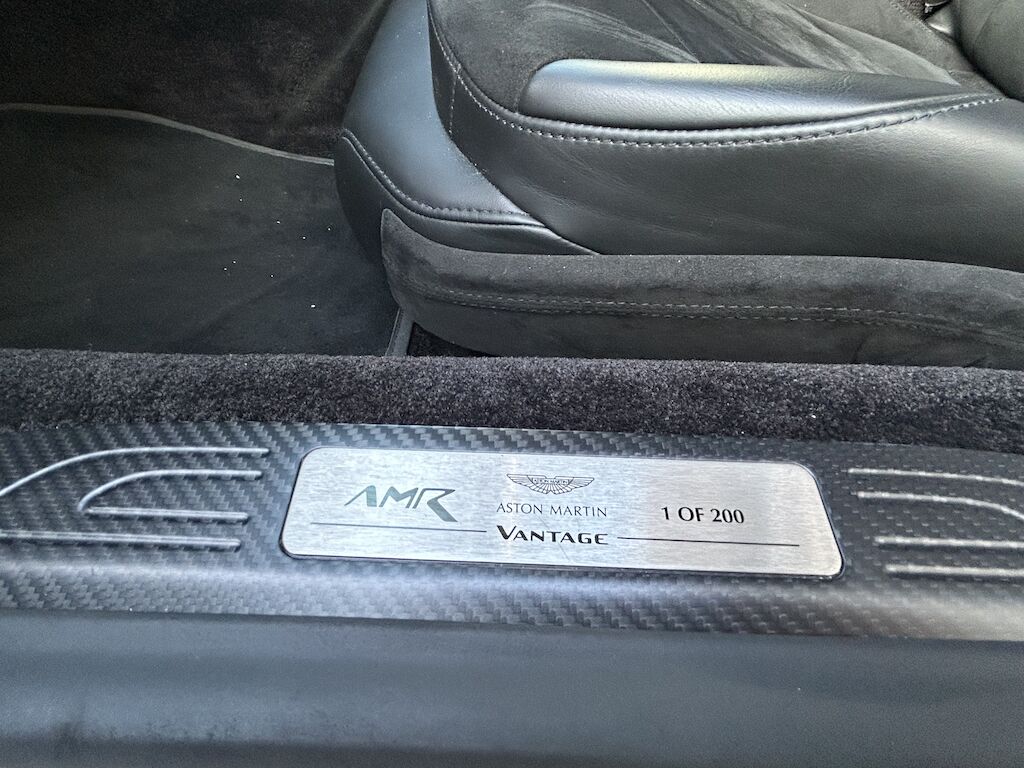 AMR
ASTON MARTIN
VANTAGE
1 OF 200